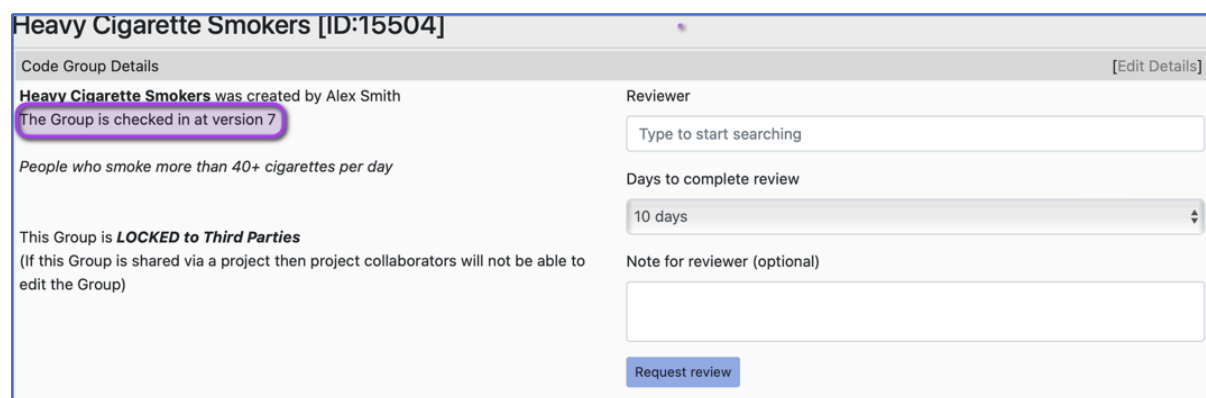 Heavy Cigarette Smokers [ID:15504]
Code Group Details
[Edit Details]
Heavy Cigarette Smokers was created by Alex Smith
The Group is checked in at version 7
People who smoke more than 40+ cigarettes per day
This Group is LOCKED to Third Parties
(If this Group is shared via a project then project collaborators will not be able to
edit the Group)
Reviewer
Type to start searching
Days to complete review
10 days
Note for reviewer (optional)
Request review